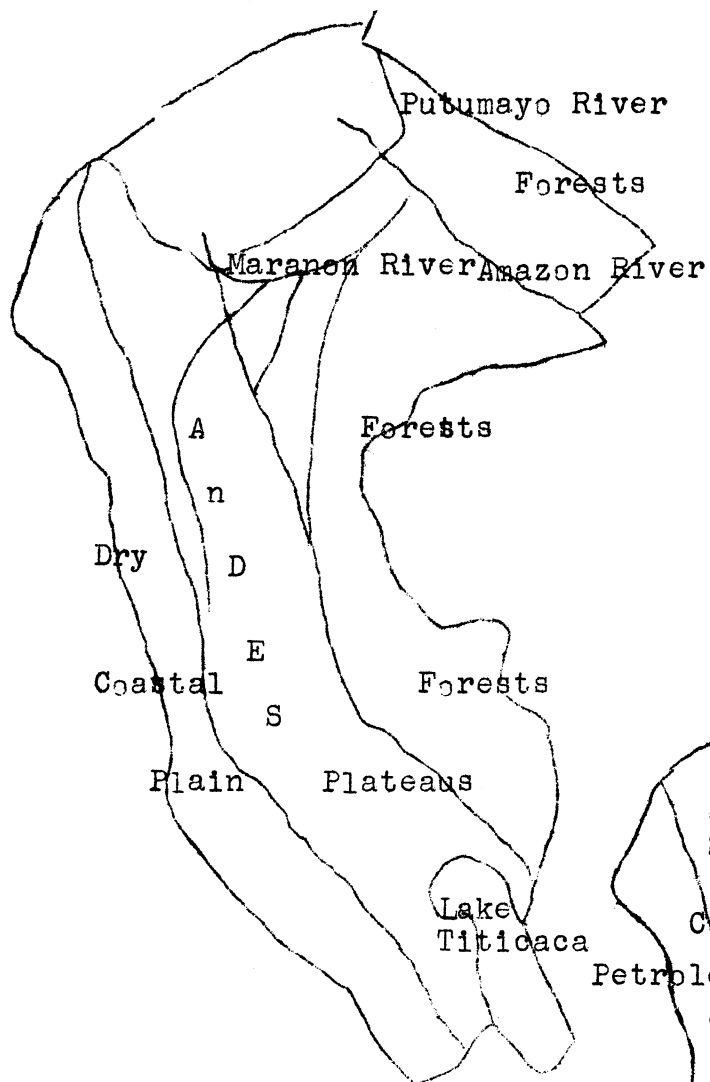 Putumayo River
Forests
Maranon River Amazon River
A
Forests
n
Dry
D
E
Coastal
Forests
S
Plain
Plateaus
Lake
Titicaca